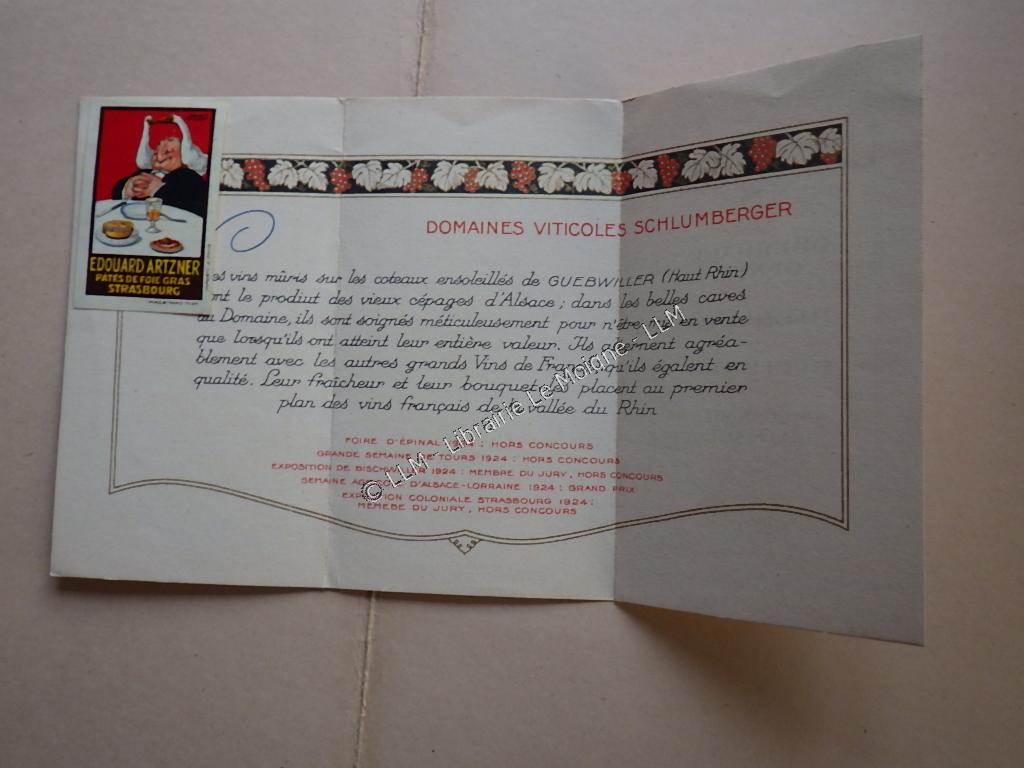 EDOUARD ARTZNER
PATÉS DE FOIE GRAS
STRASBOURG
DOMAINES VITICOLES SCHLUMBERGER
vins mûris sur les coteaux ensoleillés de GUEBWILLER (Haut Rhin)
le prodiut des vieux cépages d'Alsace; dans les belles caves
du Domaine, ils sont soignés méticuleusement pour n'être mis en vente
que lorsqu'ils ont atteint leur entière valeur. Ils alternent agréa-
blement avec les autres grands Vins de France qu'ils égalent en
qualité. Leur fraîcheur et leur bouquet les placent au premier
plan des vins français de la vallée du Rhin
FOIRE D'ÉPINAL : HORS CONCOURS
GRANDE SEMAINE DE TOURS 1924 : HORS CONCOURS
EXPOSITION DE BISCHWILLER 1924 : MEMBRE DU JURY, HORS CONCOURS
SEMAINE AGRICOLE D'ALSACE-LORRAINE 1924 : GRAND PRIX
EXPOSITION COLONIALE STRASBOURG 1924 :
MEMEBE DU JURY, HORS CONCOURS
© LLM - Librairie Le Moigne - LLM